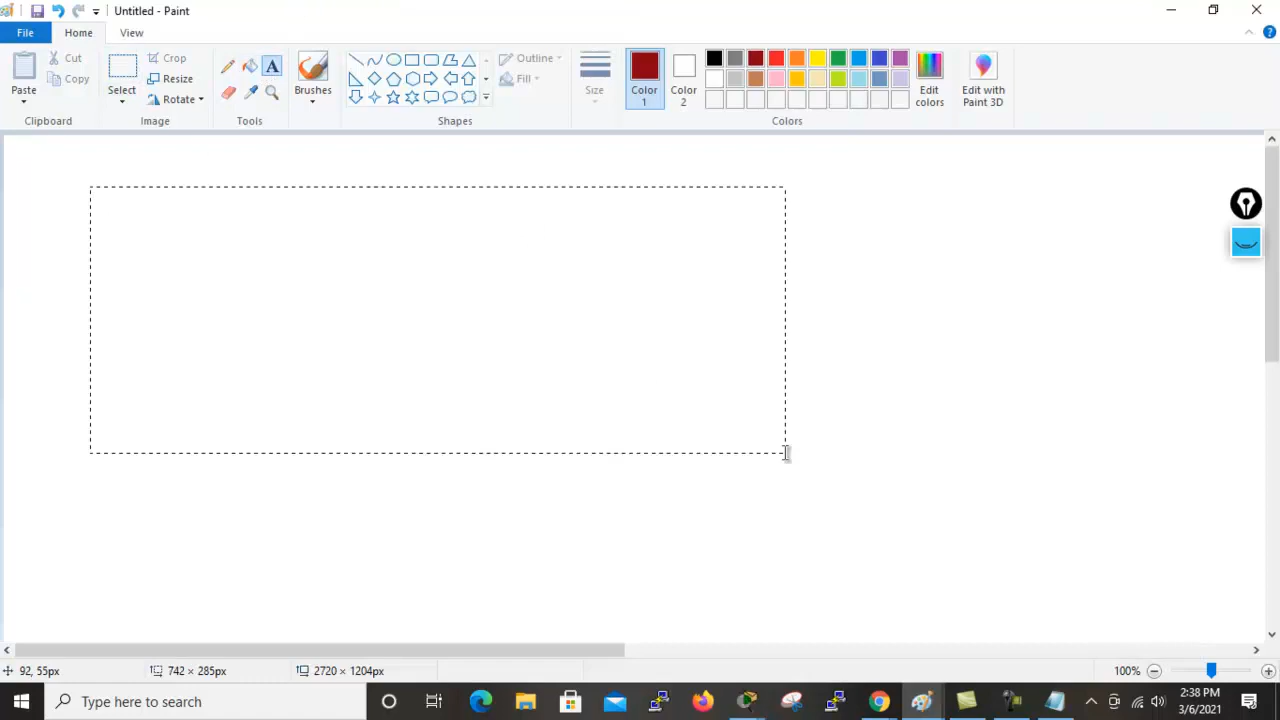 Untitled - Paint
File
Home
View
Paste
Cut
Copy
Clipboard
Select
Crop
Resize
Rotate
Image
A
Tools
Brushes
Outline
Fill
Shapes
Size
Color 1
Color 2
Edit colors
Colors
Edit with Paint 3D
92, 55px
742 × 285px
2720 × 1204px
100%
Type here to search
2:38 PM
3/6/2021